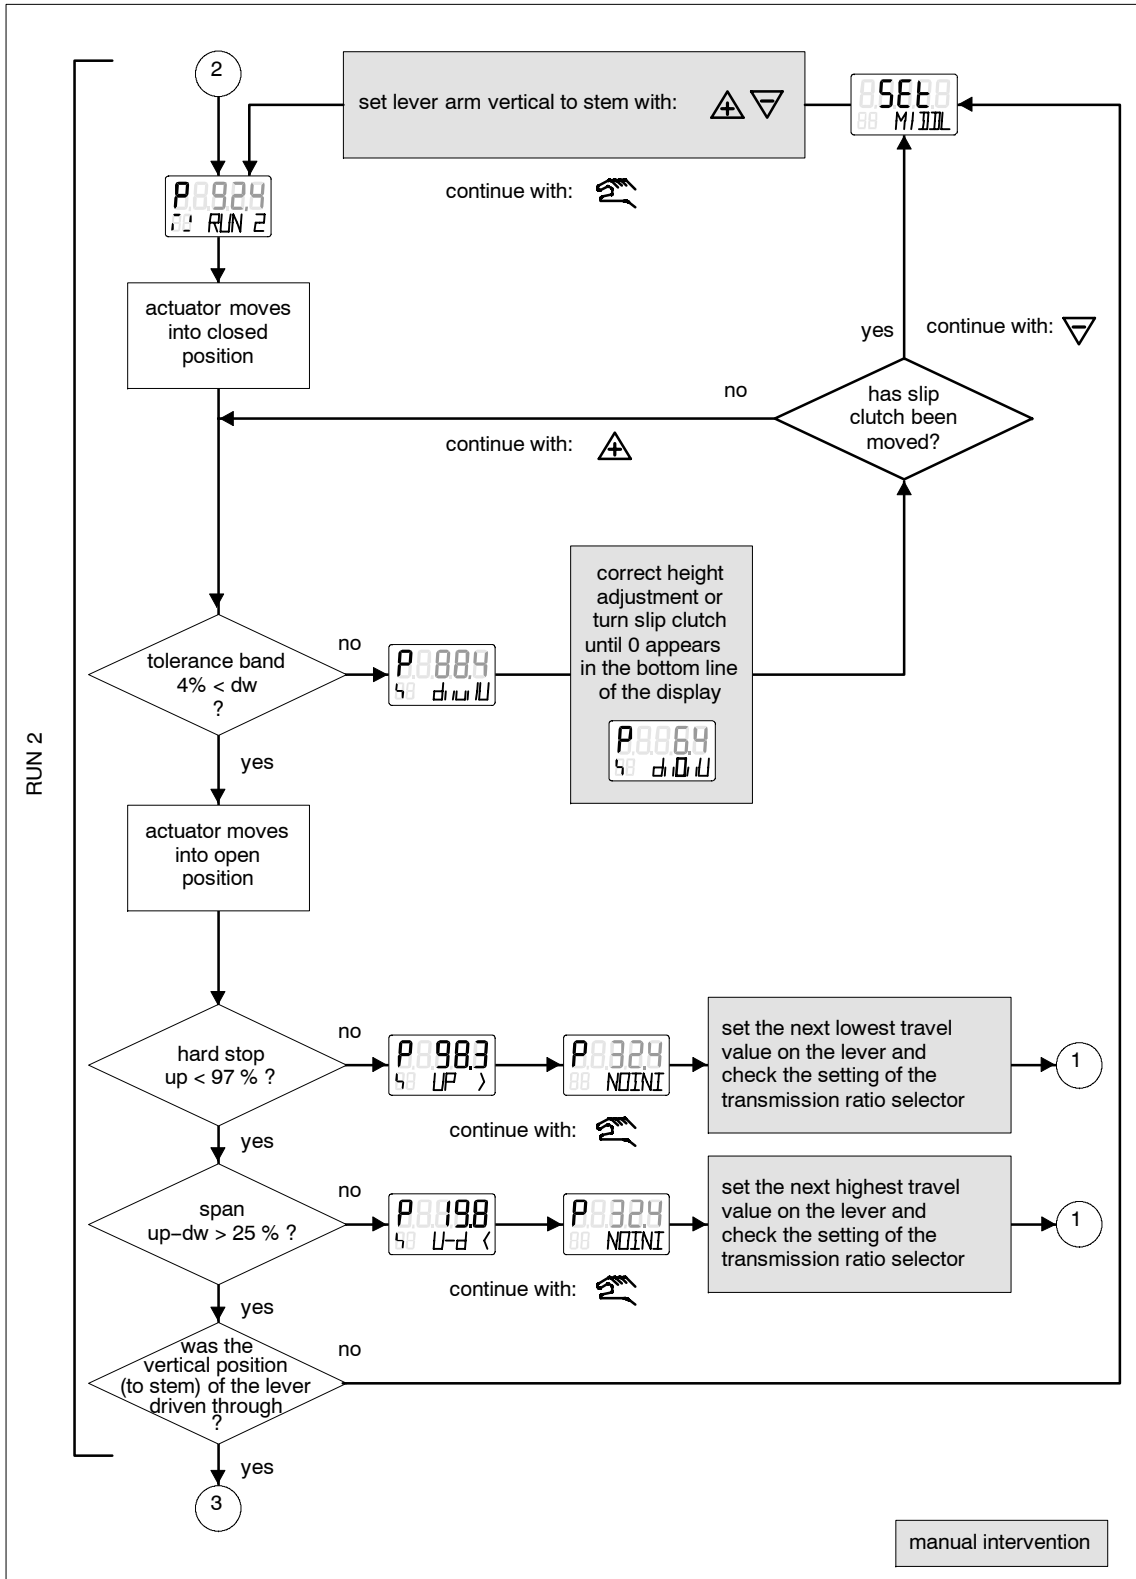 2
set lever arm vertical to stem with:
SEt
MIDDL
continue with:
P 92.4
RUN 2
actuator moves
into closed
position
yes
continue with:
no
has slip
clutch been
moved?
continue with:
correct height
adjustment or
turn slip clutch
until 0 appears
in the bottom line
of the display
no
tolerance band
4% < dw
?
P 88.4
P 6.4
RUN 2
yes
actuator moves
into open
position
no
hard stop
up < 97 % ?
P 98.3
UP >
P 32.4
NOINI
set the next lowest travel
value on the lever and
check the setting of the
transmission ratio selector
1
continue with:
yes
no
span
up−dw > 25 % ?
P 19.8
U-d <
P 32.4
NOINI
set the next highest travel
value on the lever and
check the setting of the
transmission ratio selector
1
continue with:
yes
was the
vertical position
(to stem) of the lever
driven through
?
no
yes
3
manual intervention